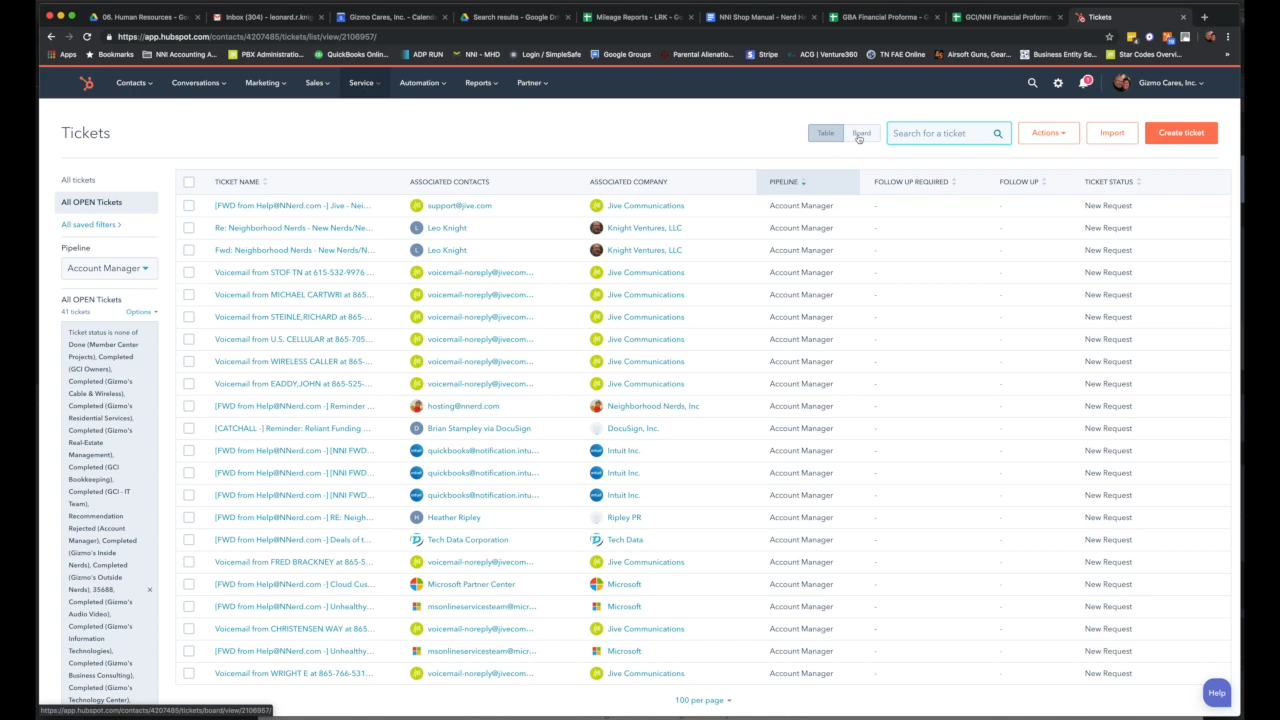 06. Human Resources - Go
Inbox (304) - leonard.r.knig
Gizmo Cares, Inc. - Calenda
Search results - Google Dri
Mileage Reports - LRK - Go
NNI Shop Manual - Nerd H
GBA Financial Proforma - G
GCI/NNI Financial Proforma
Tickets
https://app.hubspot.com/contacts/4207485/tickets/list/view/2106957/
Apps
Bookmarks
NNI Accounting A...
PBX Administratio...
QuickBooks Onlin...
ADP RUN
NNI - MHD
Login / SimpleSafe
Google Groups
Parental Alienatio...
Stripe
ACG | Venture360
TN FAE Online
Airsoft Guns, Gear...
Business Entity Se...
Star Codes Overvi...
Contacts
Conversations
Marketing
Sales
Service
Automation
Reports
Partner
1
Gizmo Cares, Inc.
Tickets
Table
Board
Search for a ticket
Actions
Import
Create ticket
All tickets
All OPEN Tickets
All saved filters >
Pipeline
Account Manager
All OPEN Tickets
41 tickets
Options
Ticket status is none of
Done (Member Center
Projects), Completed
(GCI Owners),
Completed (Gizmo's
Cable & Wireless),
Completed (Gizmo's
Residential Services),
Completed (Gizmo's
Real-Estate
Management),
Completed (GCI
Bookkeeping),
Completed (GCI - IT
Team),
Recommendation
Rejected (Account
Manager), Completed
(Gizmo's Inside
Nerds), Completed
(Gizmo's Outside
Nerds), 35688,
Completed (Gizmo's
Audio Video),
Completed (Gizmo's
Information
Technologies),
Completed (Gizmo's
Business Consulting),
Completed (Gizmo's
Technology Center),
TICKET NAME ASSOCIATED CONTACTS ASSOCIATED COMPANY PIPELINE FOLLOW UP REQUIRED FOLLOW UP TICKET STATUS
[FWD from Help@NNerd.com -] Jive - Nei... support@jive.com Jive Communications Account Manager - - New Request
Re: Neighborhood Nerds - New Nerds/Ne... L Leo Knight Knight Ventures, LLC Account Manager - - New Request
Fwd: Neighborhood Nerds - New Nerds/N... L Leo Knight Knight Ventures, LLC Account Manager - - New Request
Voicemail from STOF TN at 615-532-9976 ... voicemail-noreply@jivecom... Jive Communications Account Manager - - New Request
Voicemail from MICHAEL CARTWRI at 865... voicemail-noreply@jivecom... Jive Communications Account Manager - - New Request
Voicemail from STEINLE,RICHARD at 865-... voicemail-noreply@jivecom... Jive Communications Account Manager - - New Request
Voicemail from U.S. CELLULAR at 865-705... voicemail-noreply@jivecom... Jive Communications Account Manager - - New Request
Voicemail from WIRELESS CALLER at 865-... voicemail-noreply@jivecom... Jive Communications Account Manager - - New Request
Voicemail from EADDY,JOHN at 865-525-... voicemail-noreply@jivecom... Jive Communications Account Manager - - New Request
[FWD from Help@NNerd.com -] Reminder ... hosting@nnerd.com Neighborhood Nerds, Inc Account Manager - - New Request
[CATCHALL -] Reminder: Reliant Funding ... B Brian Stampley via DocuSign DocuSign, Inc. Account Manager - - New Request
[FWD from Help@NNerd.com -] [NNI FWD... quickbooks@notification.intu... Intuit Inc. Account Manager - - New Request
[FWD from Help@NNerd.com -] [NNI FWD... quickbooks@notification.intu... Intuit Inc. Account Manager - - New Request
[FWD from Help@NNerd.com -] [NNI FWD... quickbooks@notification.intu... Intuit Inc. Account Manager - - New Request
[FWD from Help@NNerd.com -] RE: Neigh... H Heather Ripley Ripley PR Account Manager - - New Request
[FWD from Help@NNerd.com -] Deals of t... Tech Data Corporation Tech Data Account Manager - - New Request
Voicemail from FRED BRACKNEY at 865-5... voicemail-noreply@jivecom... Jive Communications Account Manager - - New Request
[FWD from Help@NNerd.com -] Cloud Cus... Microsoft Partner Center Microsoft Account Manager - - New Request
[FWD from Help@NNerd.com -] Unhealthy... msonlineservicesteam@micr... Microsoft Account Manager - - New Request
Voicemail from CHRISTENSEN WAY at 865... voicemail-noreply@jivecom... Jive Communications Account Manager - - New Request
[FWD from Help@NNerd.com -] Unhealthy... msonlineservicesteam@micr... Microsoft Account Manager - - New Request
Voicemail from WRIGHT E at 865-766-531... voicemail-noreply@jivecom... Jive Communications Account Manager - - New Request
100 per page
Help
https://app.hubspot.com/contacts/4207485/tickets/board/view/2106957/